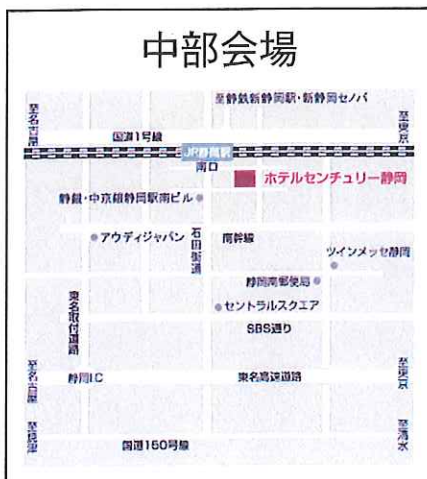 中部会場
至静鉄新静岡駅・新静岡セノバ
至名古屋
至東京
国道1号線
JR静岡駅
南口
ホテルセンチュリー静岡
静銀・中京銀静岡駅南ビル
アウディジャパン
石田街道
南幹線
ツインメッセ静岡
静岡南郵便局
セントラルスクエア
東名取付道路
SBS通り
至名古屋
静岡I.C
東名高速道路
至東京
至焼津
国道150号線
至清水